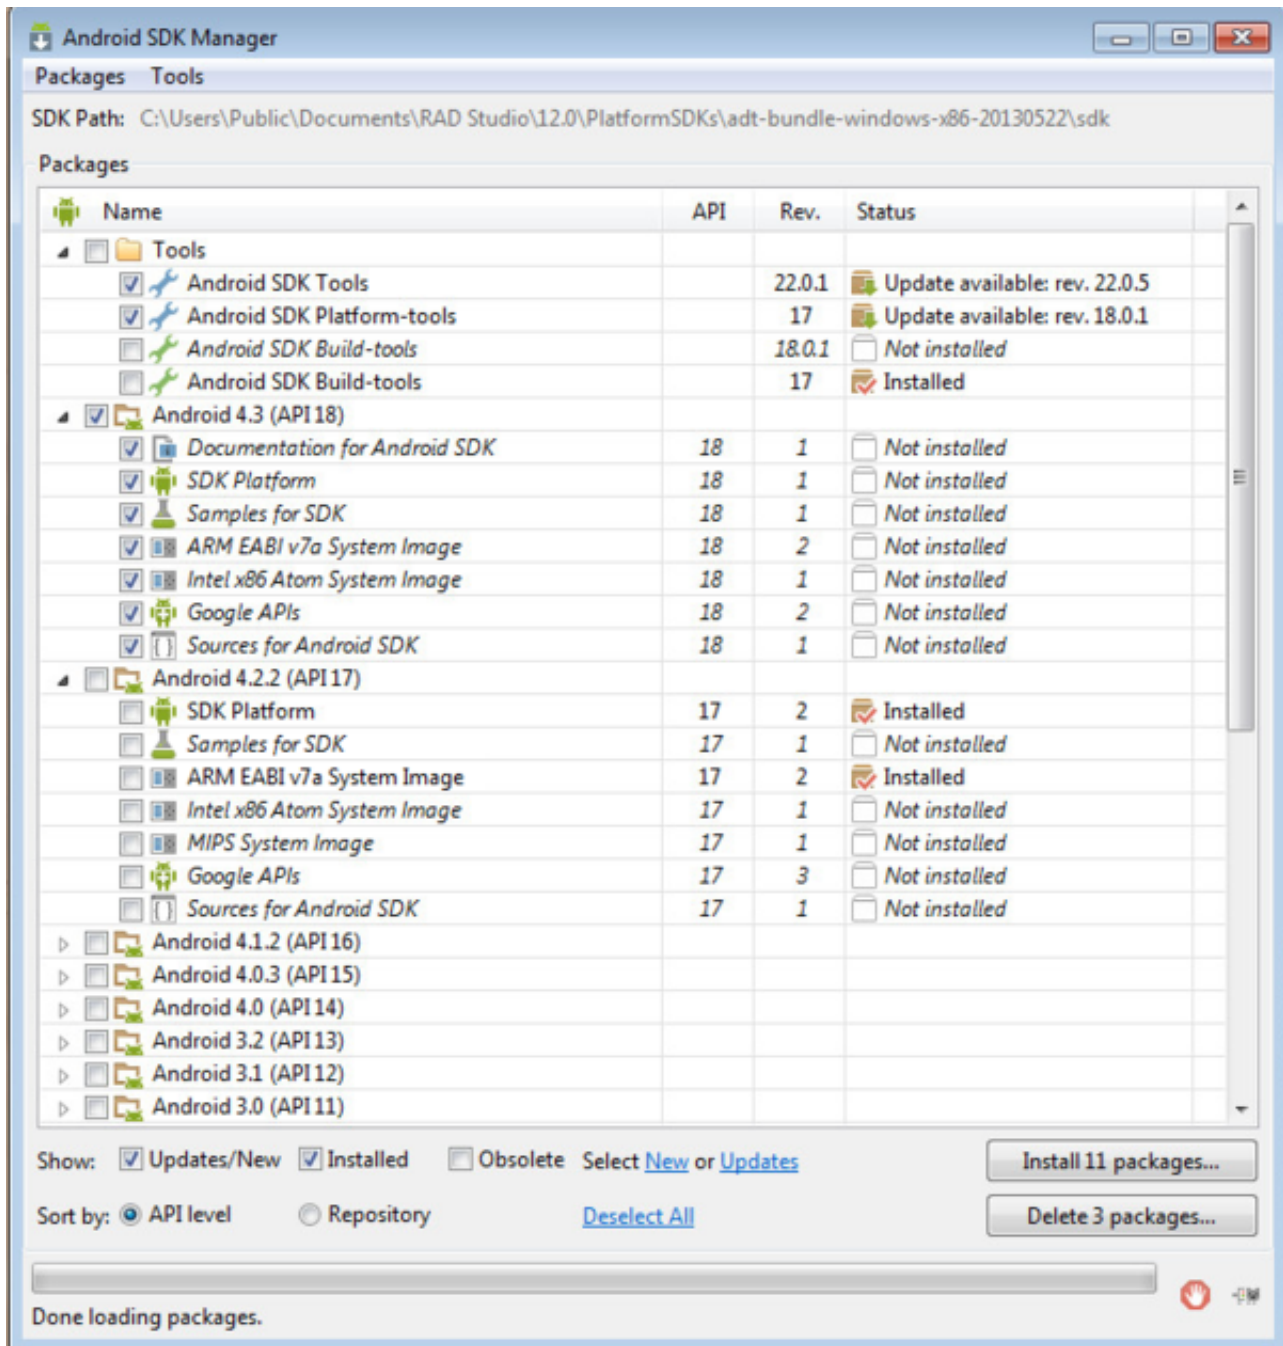 Android SDK Manager
Packages Tools
SDK Path: C:\Users\Public\Documents\RAD Studio\12.0\PlatformSDKs\adt-bundle-windows-x86-20130522\sdk
Packages
Name API Rev. Status
Tools
Android SDK Tools 22.0.1 Update available: rev. 22.0.5
Android SDK Platform-tools 17 Update available: rev. 18.0.1
Android SDK Build-tools 18.0.1 Not installed
Android SDK Build-tools 17 Installed
Android 4.3 (API 18)
Documentation for Android SDK 18 1 Not installed
SDK Platform 18 1 Not installed
Samples for SDK 18 1 Not installed
ARM EABI v7a System Image 18 2 Not installed
Intel x86 Atom System Image 18 1 Not installed
Google APIs 18 2 Not installed
Sources for Android SDK 18 1 Not installed
Android 4.2.2 (API 17)
SDK Platform 17 2 Installed
Samples for SDK 17 1 Not installed
ARM EABI v7a System Image 17 2 Installed
Intel x86 Atom System Image 17 1 Not installed
MIPS System Image 17 1 Not installed
Google APIs 17 3 Not installed
Sources for Android SDK 17 1 Not installed
Android 4.1.2 (API 16)
Android 4.0.3 (API 15)
Android 4.0 (API 14)
Android 3.2 (API 13)
Android 3.1 (API 12)
Android 3.0 (API 11)
Show: Updates/New Installed Obsolete Select New or Updates Install 11 packages...
Sort by: API level Repository Deselect All Delete 3 packages...
Done loading packages.